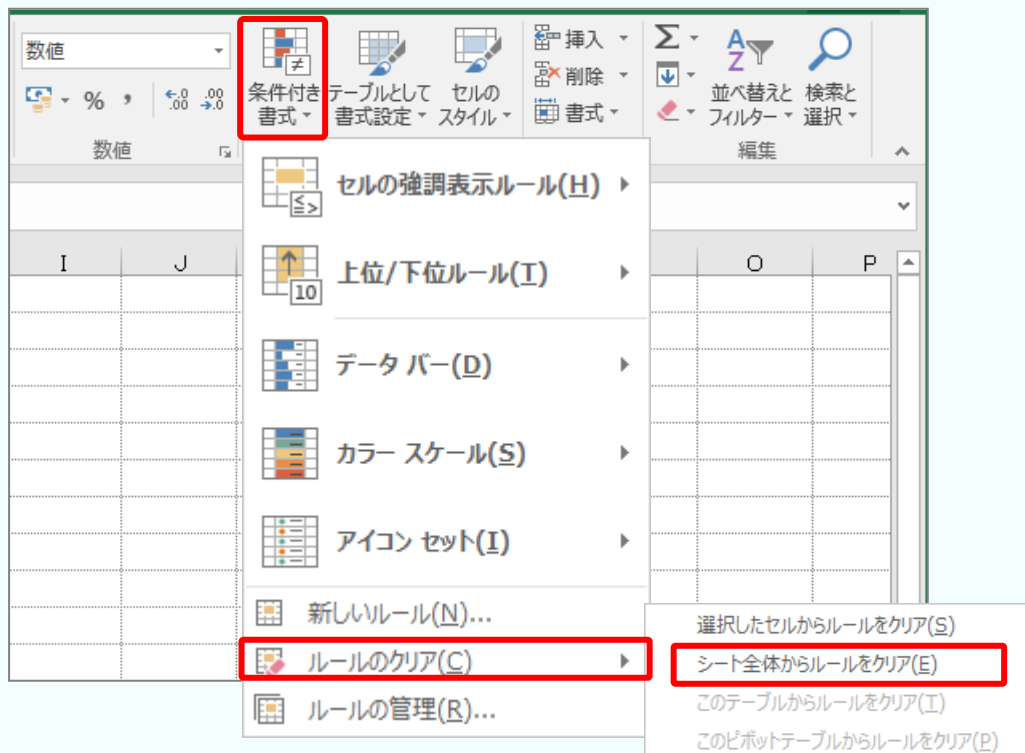 数値
% , ←.0 .00 .00 →.0
数値
≠
条件付き
書式
テーブルとして
書式設定
セルの
スタイル
挿入
削除
書式
Σ
A
Z
並べ替えと
フィルター
検索と
選択
編集
I J O P
≦>
セルの強調表示ルール(H)
10
上位/下位ルール(T)
データ バー(D)
カラー スケール(S)
アイコン セット(I)
新しいルール(N)...
ルールのクリア(C)
ルールの管理(R)...
選択したセルからルールをクリア(S)
シート全体からルールをクリア(E)
このテーブルからルールをクリア(T)
このピボットテーブルからルールをクリア(P)